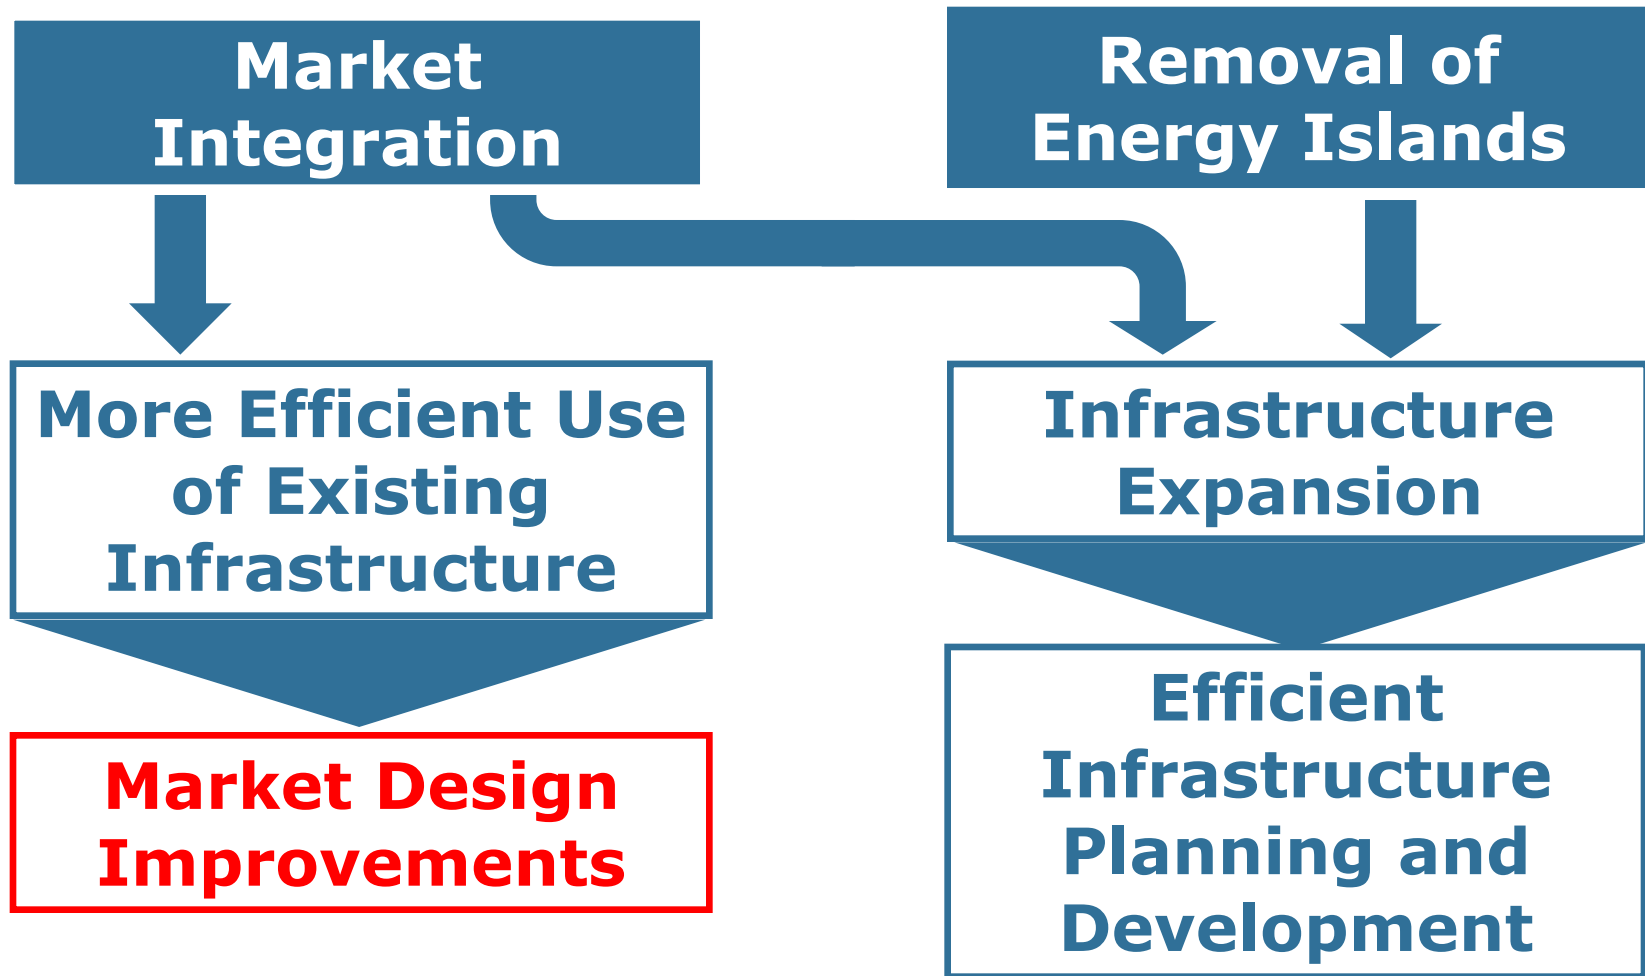 Market
Integration
Removal of
Energy Islands
More Efficient Use
of Existing
Infrastructure
Infrastructure
Expansion
Market Design
Improvements
Efficient
Infrastructure
Planning and
Development